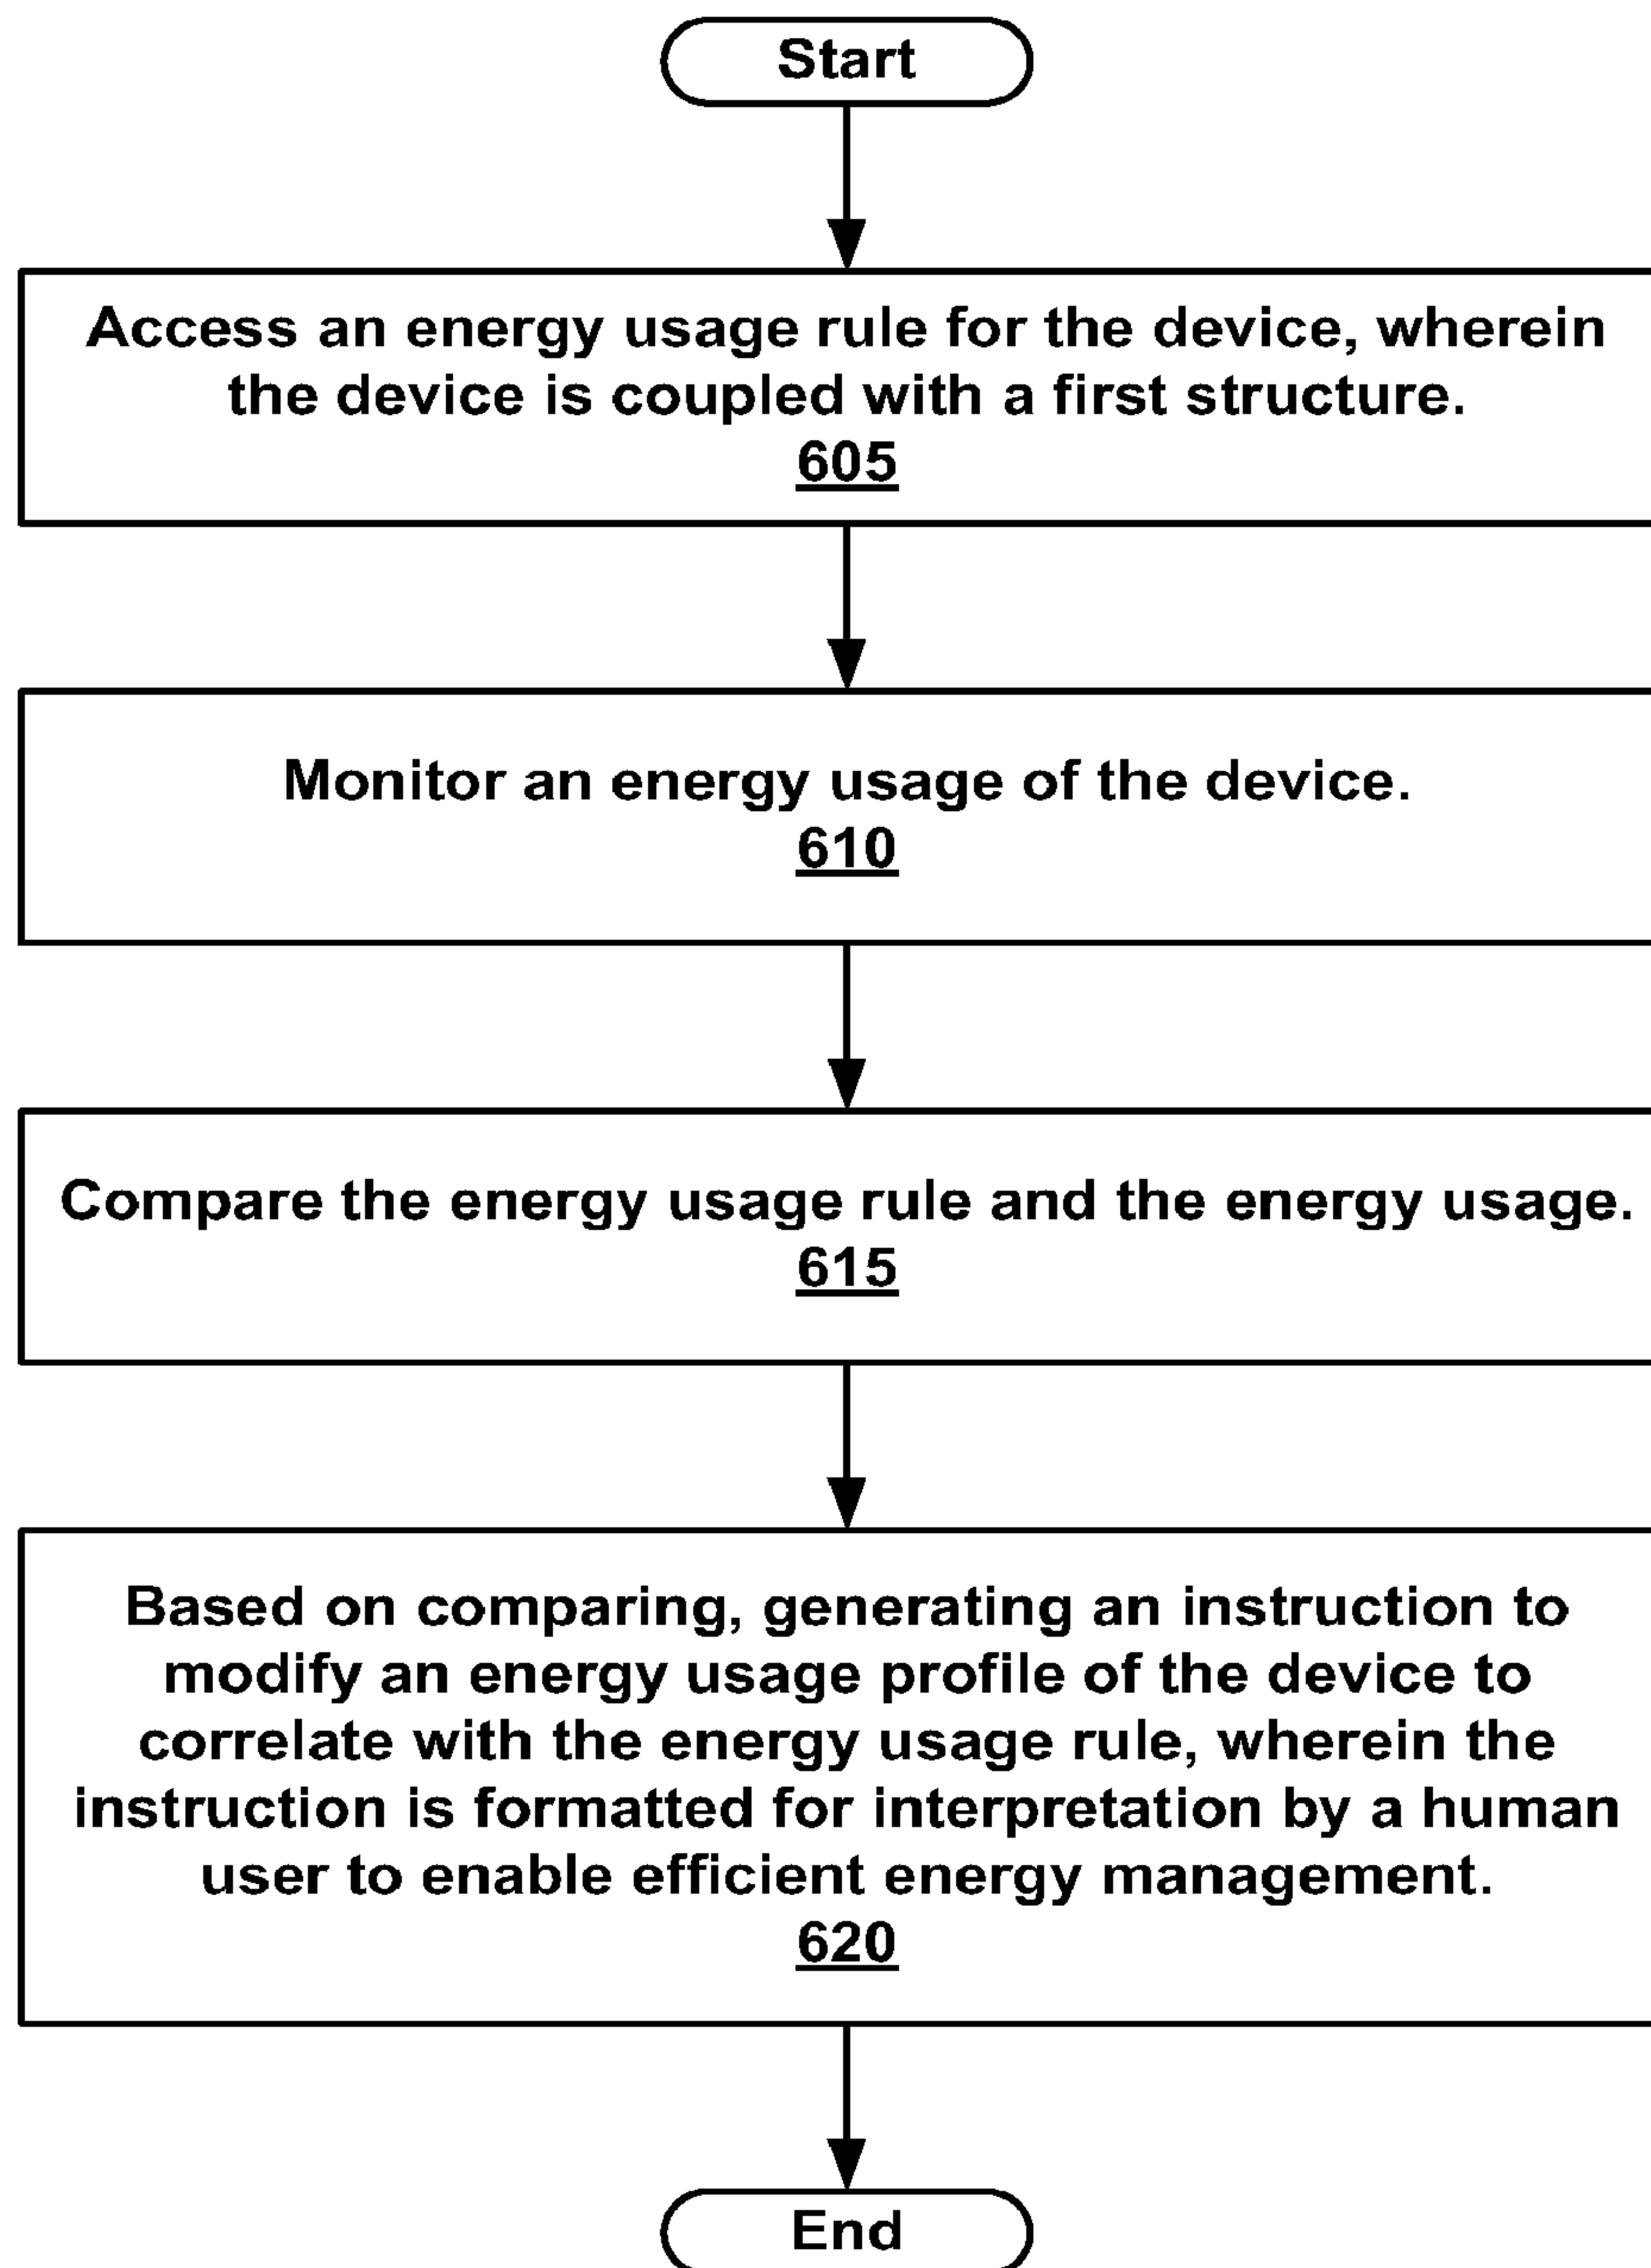 Start
Access an energy usage rule for the device, wherein
the device is coupled with a first structure.
605
Monitor an energy usage of the device.
610
Compare the energy usage rule and the energy usage.
615
Based on comparing, generating an instruction to
modify an energy usage profile of the device to
correlate with the energy usage rule, wherein the
instruction is formatted for interpretation by a human
user to enable efficient energy management.
620
End